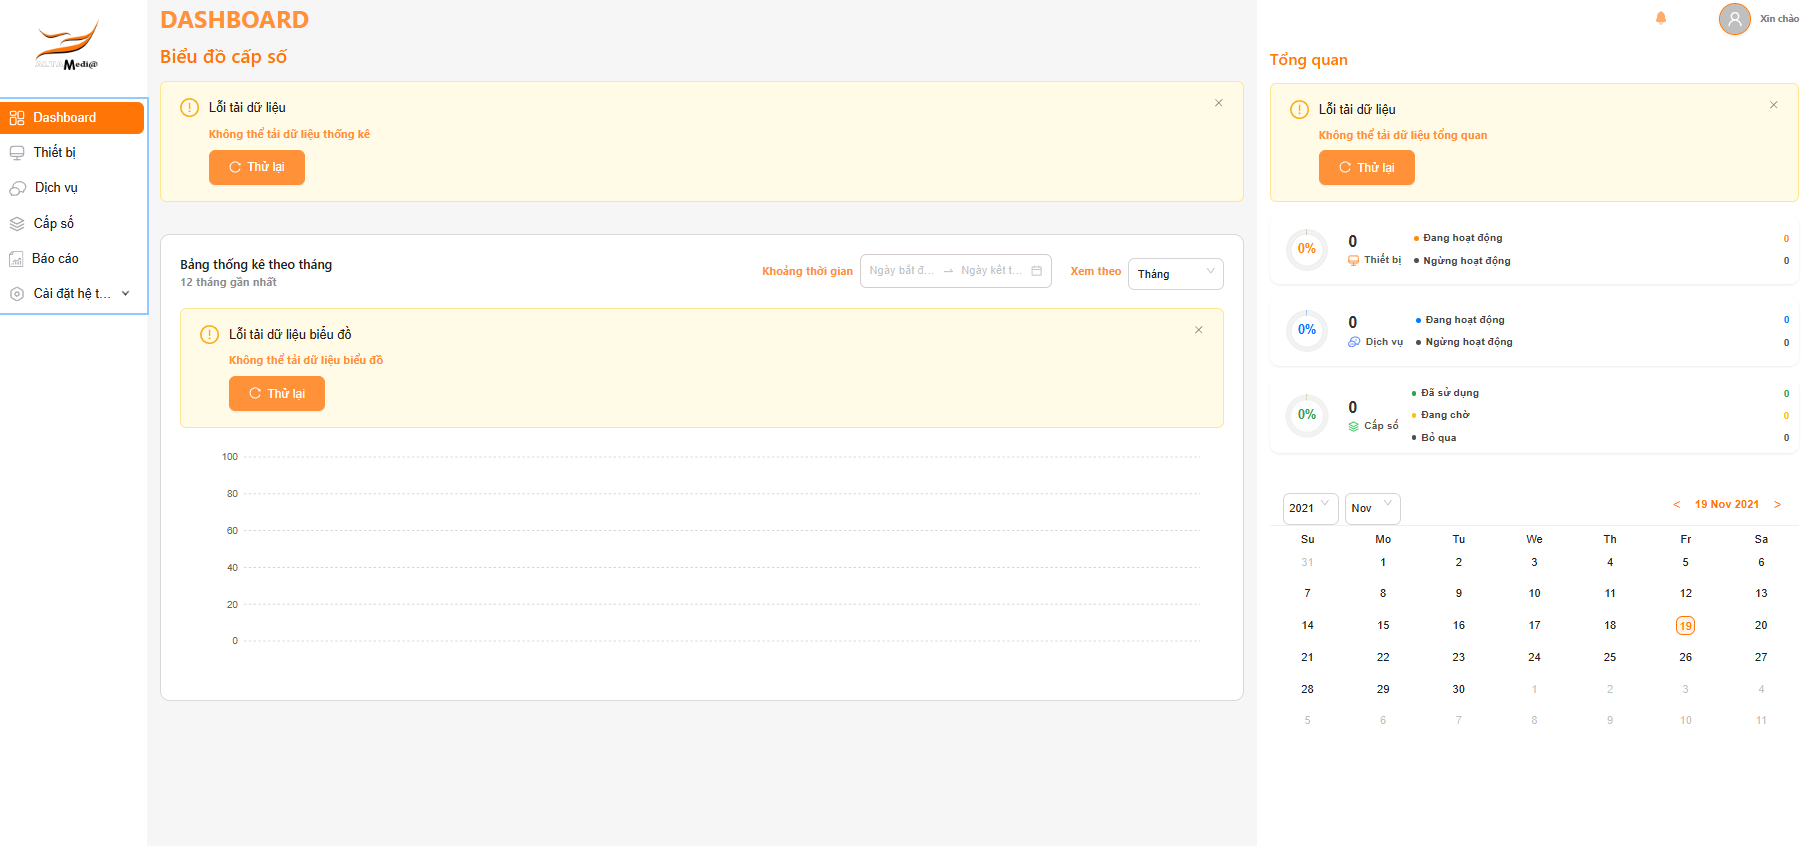 ALTA Medi@
Dashboard
Thiết bị
Dịch vụ
Cấp số
Báo cáo
Cài đặt hệ t...
DASHBOARD
Biểu đồ cấp số
Lỗi tải dữ liệu
Không thể tải dữ liệu thống kê
Thử lại
Bảng thống kê theo tháng
12 tháng gần nhất
Khoảng thời gian
Ngày bắt đ...
Ngày kết t...
Xem theo
Tháng
Lỗi tải dữ liệu biểu đồ
Không thể tải dữ liệu biểu đồ
Thử lại
100
80
60
40
20
0
Xin chào
Tổng quan
Lỗi tải dữ liệu
Không thể tải dữ liệu tổng quan
Thử lại
0%
0
Thiết bị
Đang hoạt động 0
Ngừng hoạt động 0
0%
0
Dịch vụ
Đang hoạt động 0
Ngừng hoạt động 0
0%
0
Cấp số
Đã sử dụng 0
Đang chờ 0
Bỏ qua 0
2021 Nov < 19 Nov 2021 >
Su Mo Tu We Th Fr Sa
31 1 2 3 4 5 6
7 8 9 10 11 12 13
14 15 16 17 18 19 20
21 22 23 24 25 26 27
28 29 30 1 2 3 4
5 6 7 8 9 10 11